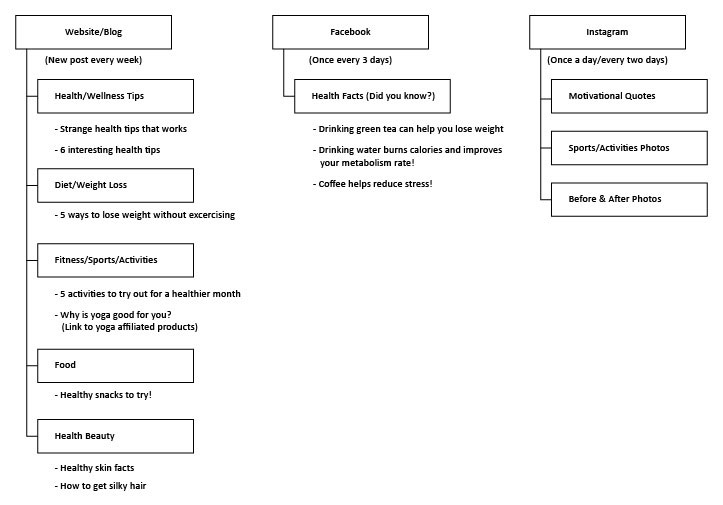 Website/Blog
(New post every week)
Health/Wellness Tips
- Strange health tips that works
- 6 interesting health tips
Diet/Weight Loss
- 5 ways to lose weight without excercising
Fitness/Sports/Activities
- 5 activities to try out for a healthier month
- Why is yoga good for you?
(Link to yoga affiliated products)
Food
- Healthy snacks to try!
Health Beauty
- Healthy skin facts
- How to get silky hair
Facebook
(Once every 3 days)
Health Facts (Did you know?)
- Drinking green tea can help you lose weight
- Drinking water burns calories and improves
your metabolism rate!
- Coffee helps reduce stress!
Instagram
(Once a day/every two days)
Motivational Quotes
Sports/Activities Photos
Before & After Photos